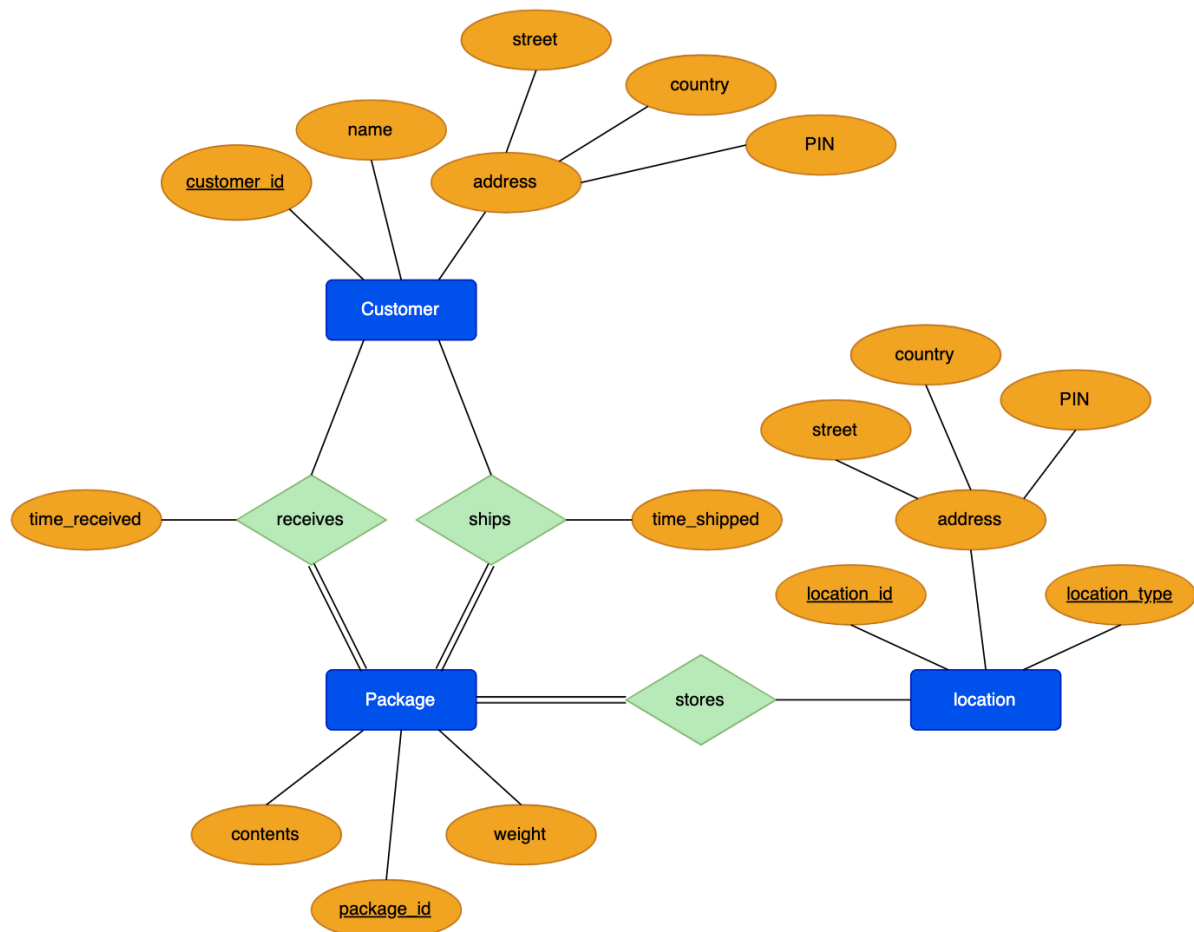 street
country
name
PIN
customer_id
address
Customer
country
PIN
street
time_received
receives
ships
time_shipped
address
location_id
location_type
Package
stores
location
contents
weight
package_id